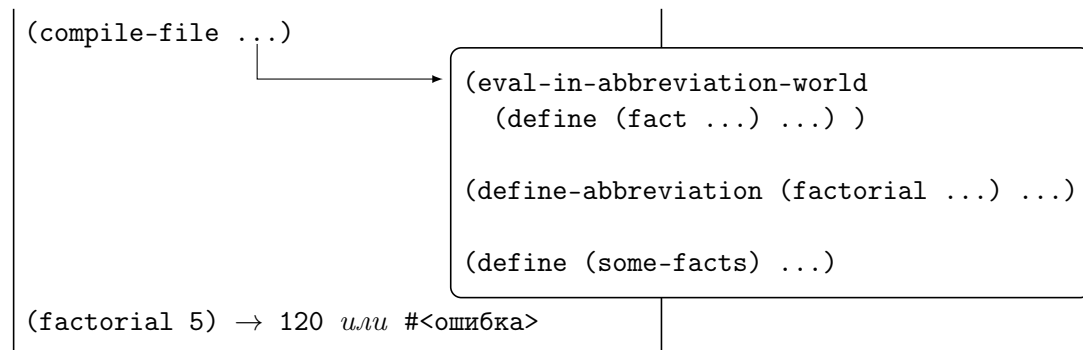 (compile-file ...)
(eval-in-abbreviation-world
(define (fact ...) ...) )
(define-abbreviation (factorial ...) ...)
(define (some-facts) ...)
(factorial 5) → 120 или #<ошибка>